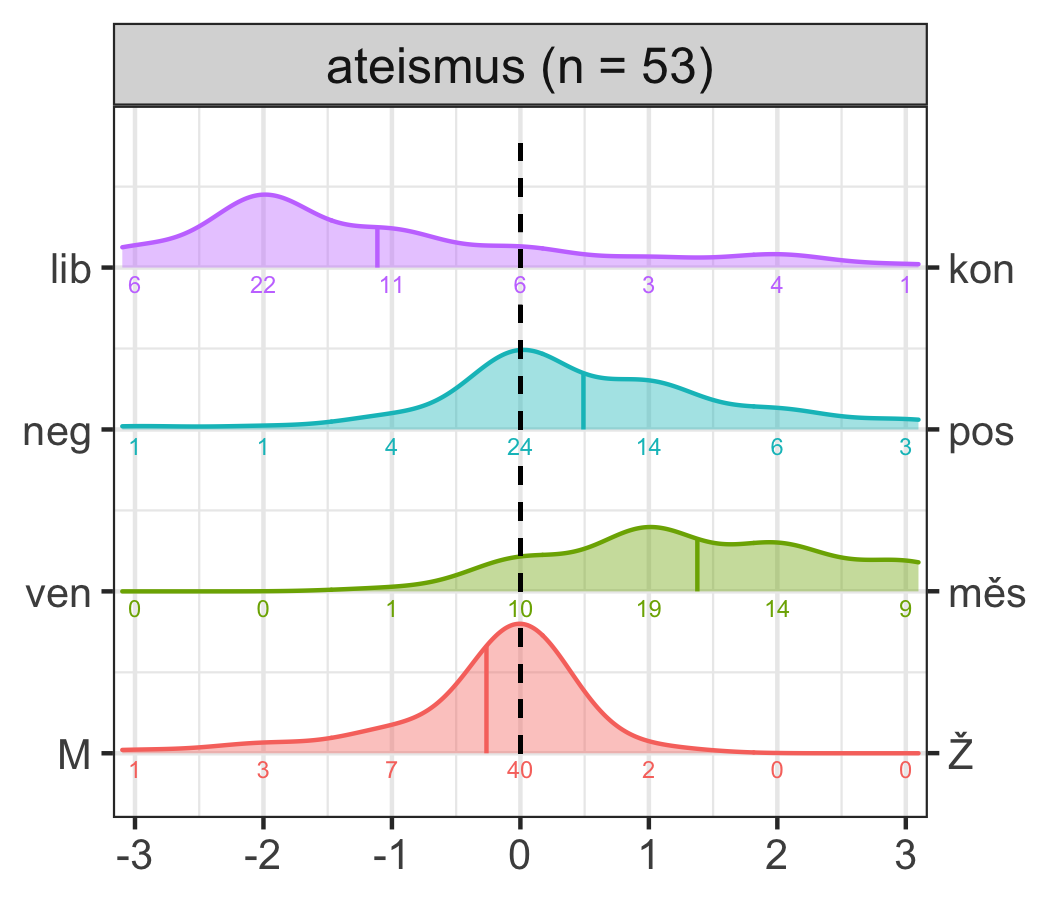 ateismus (n = 53)
lib kon
6 22 11 6 3 4 1
neg pos
1 1 4 24 14 6 3
ven měs
0 0 1 10 19 14 9
M Ž
1 3 7 40 2 0 0
-3 -2 -1 0 1 2 3